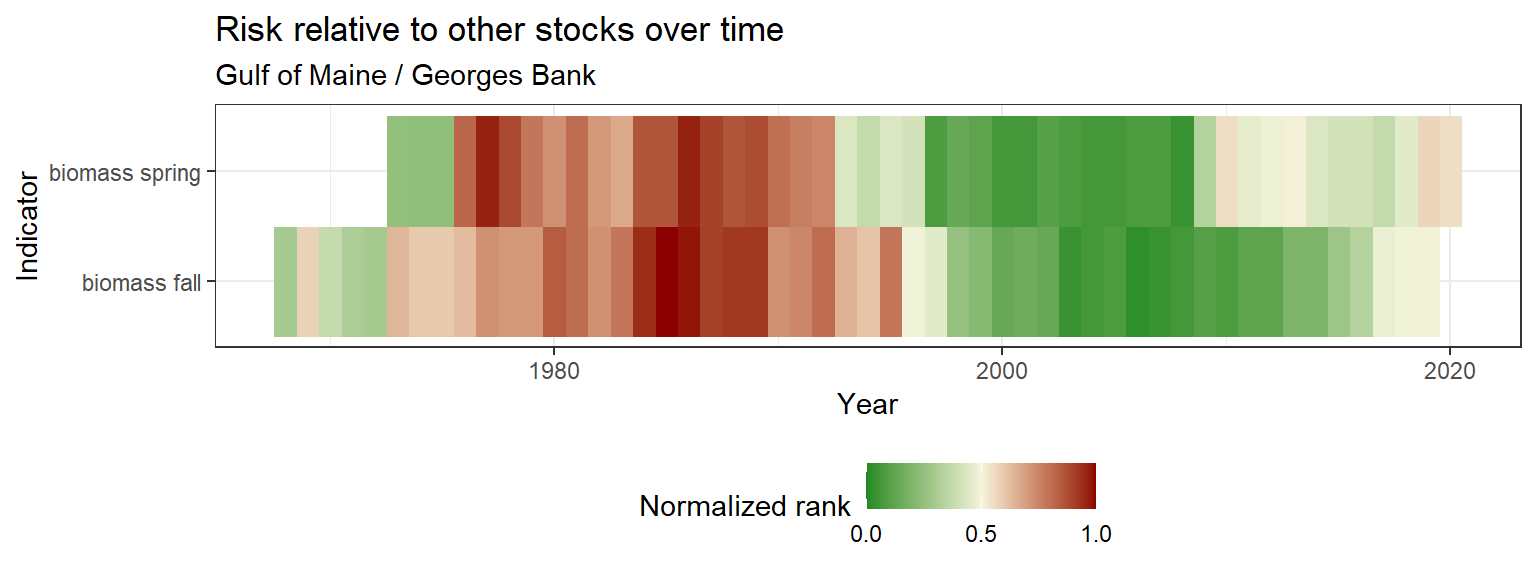 Risk relative to other stocks over time
Gulf of Maine / Georges Bank
Indicator
biomass spring
biomass fall
1980 2000 2020
Year
Normalized rank
0.0 0.5 1.0